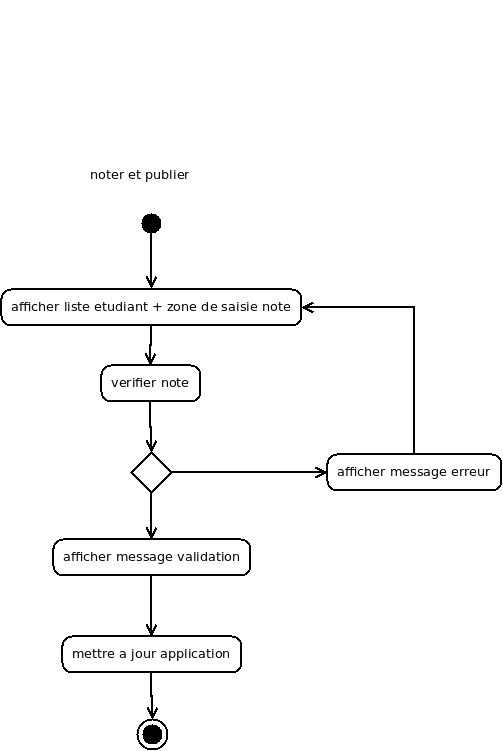 noter et publier
afficher liste etudiant + zone de saisie note
verifier note
afficher message erreur
afficher message validation
mettre a jour application